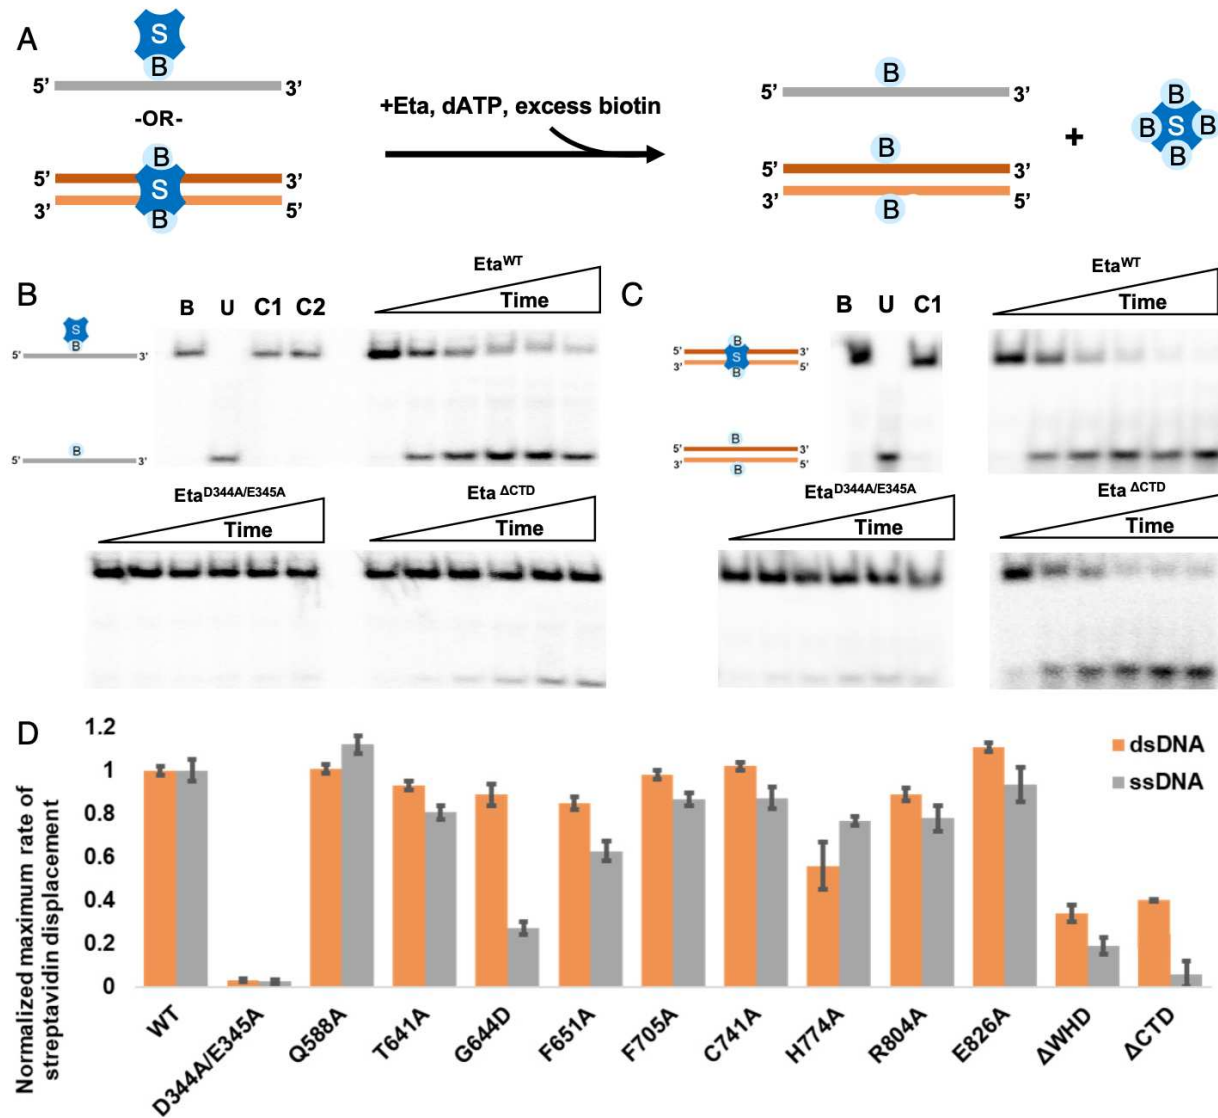 A
S
B
5’ 3’
-OR-
B
5’ S 3’
3’ B 5’
+Eta, dATP, excess biotin
B
5’ 3’
B
5’ 3’
3’ B 5’
+
B
B S B
B
B
S
B
5’ 3’
B
5’ 3’
B U C1 C2
EtaWT
Time
EtaD344A/E345A
Time
Eta ΔCTD
Time
C
B
5’ S 3’
3’ B 5’
B
5’ 3’
3’ B 5’
B U C1
EtaWT
Time
EtaD344A/E345A
Time
Eta ΔCTD
Time
D
Normalized maximum rate of
streptavidin displacement
1.2
1
0.8
0.6
0.4
0.2
0
dsDNA
ssDNA
WT
D344A/E345A
Q588A
T641A
G644D
F651A
F705A
C741A
H774A
R804A
E826A
ΔWHD
ΔCTD